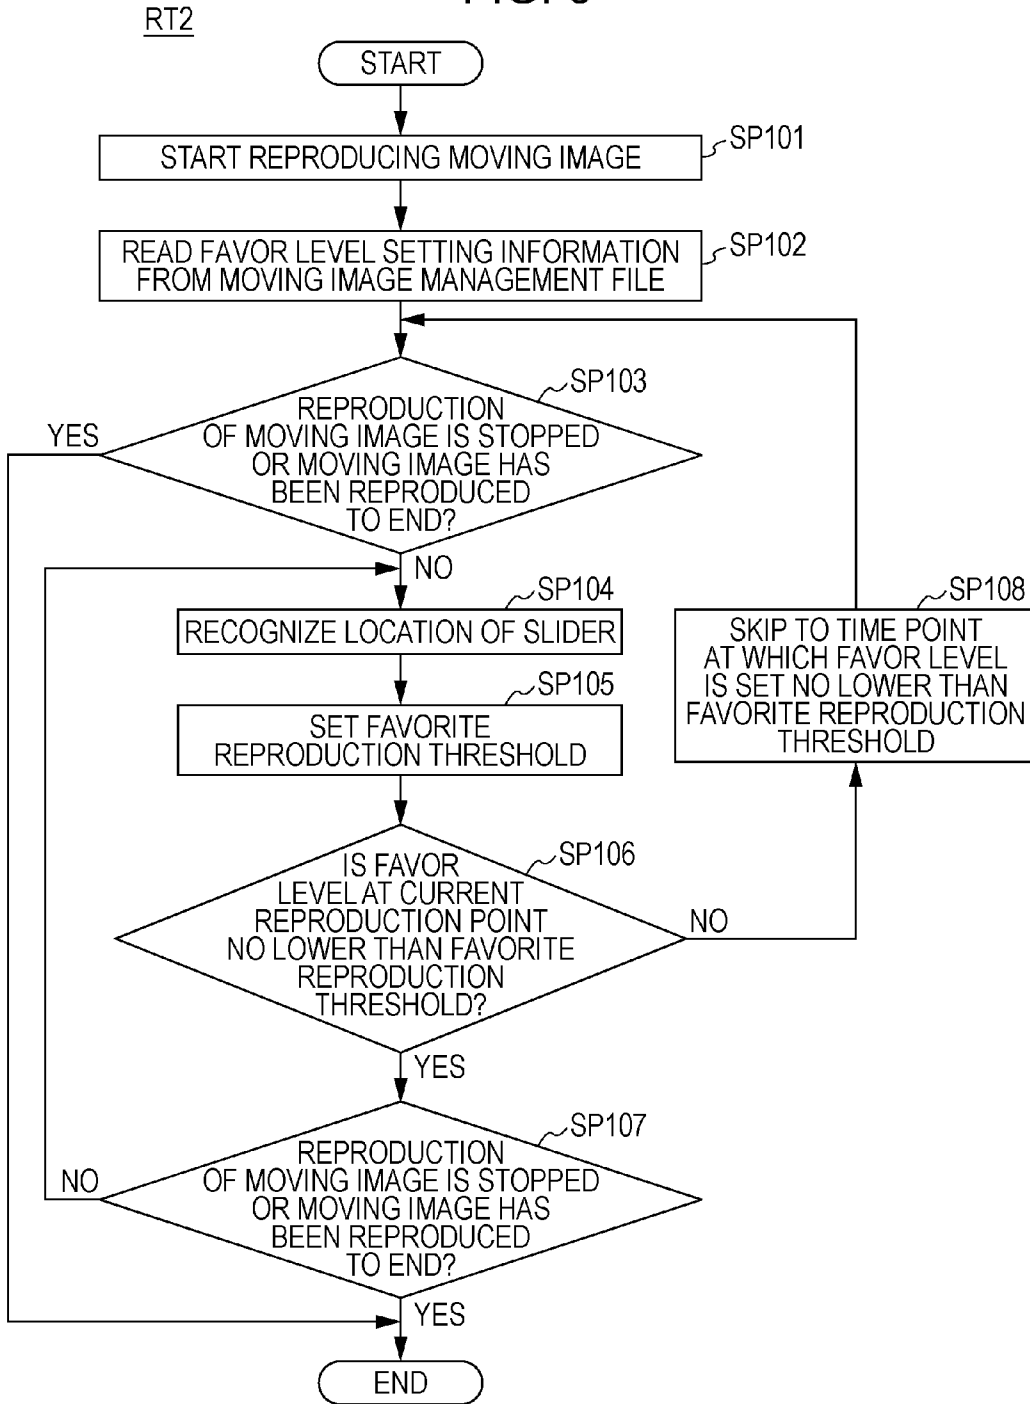 RT2
START
START REPRODUCING MOVING IMAGE
SP101
READ FAVOR LEVEL SETTING INFORMATION
FROM MOVING IMAGE MANAGEMENT FILE
SP102
SP103
REPRODUCTION
OF MOVING IMAGE IS STOPPED
OR MOVING IMAGE HAS
BEEN REPRODUCED
TO END?
YES
NO
SP104
RECOGNIZE LOCATION OF SLIDER
SP105
SET FAVORITE
REPRODUCTION THRESHOLD
SP108
SKIP TO TIME POINT
AT WHICH FAVOR LEVEL
IS SET NO LOWER THAN
FAVORITE REPRODUCTION
THRESHOLD
SP106
IS FAVOR
LEVEL AT CURRENT
REPRODUCTION POINT
NO LOWER THAN FAVORITE
REPRODUCTION
THRESHOLD?
NO
YES
SP107
REPRODUCTION
OF MOVING IMAGE IS STOPPED
OR MOVING IMAGE HAS
BEEN REPRODUCED
TO END?
NO
YES
END